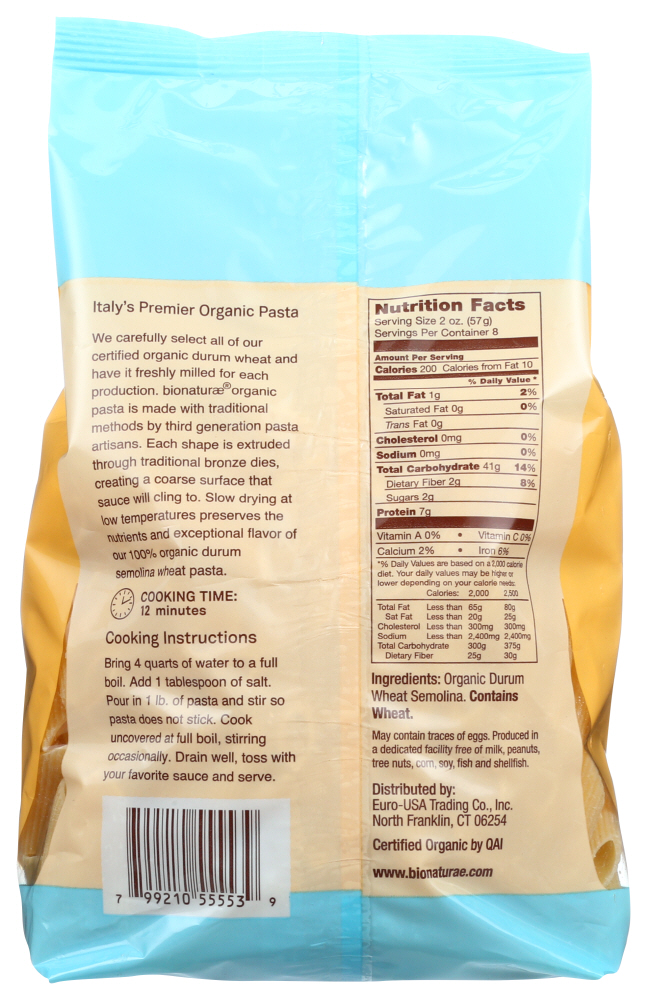 Italy's Premier Organic Pasta
We carefully select all of our
certified organic durum wheat and
have it freshly milled for each
production. bionaturæ® organic
pasta is made with traditional
methods by third generation pasta
artisans. Each shape is extruded
through traditional bronze dies,
creating a coarse surface that
sauce will cling to. Slow drying at
low temperatures preserves the
nutrients and exceptional flavor of
our 100% organic durum
semolina wheat pasta.
COOKING TIME:
12 minutes
Cooking Instructions
Bring 4 quarts of water to a full
boil. Add 1 tablespoon of salt.
Pour in 1 lb. of pasta and stir so
pasta does not stick. Cook
uncovered at full boil, stirring
occasionally. Drain well, toss with
your favorite sauce and serve.
7 99210 55553 9
Nutrition Facts
Serving Size 2 oz. (57g)
Servings Per Container 8
Amount Per Serving
Calories 200 Calories from Fat 10
% Daily Value *
Total Fat 1g 2%
Saturated Fat 0g 0%
Trans Fat 0g
Cholesterol 0mg 0%
Sodium 0mg 0%
Total Carbohydrate 41g 14%
Dietary Fiber 2g 8%
Sugars 2g
Protein 7g
Vitamin A 0% • Vitamin C 0%
Calcium 2% • Iron 6%
*% Daily Values are based on a 2,000 calorie
diet. Your daily values may be higher or
lower depending on your calorie needs.
Calories: 2,000 2,500
Total Fat Less than 65g 80g
Sat Fat Less than 20g 25g
Cholesterol Less than 300mg 300mg
Sodium Less than 2,400mg 2,400mg
Total Carbohydrate 300g 375g
Dietary Fiber 25g 30g
Ingredients: Organic Durum
Wheat Semolina. Contains
Wheat.
May contain traces of eggs. Produced in
a dedicated facility free of milk, peanuts,
tree nuts, corn, soy, fish and shellfish.
Distributed by:
Euro-USA Trading Co., Inc.
North Franklin, CT 06254
Certified Organic by QAI
www.bionaturae.com